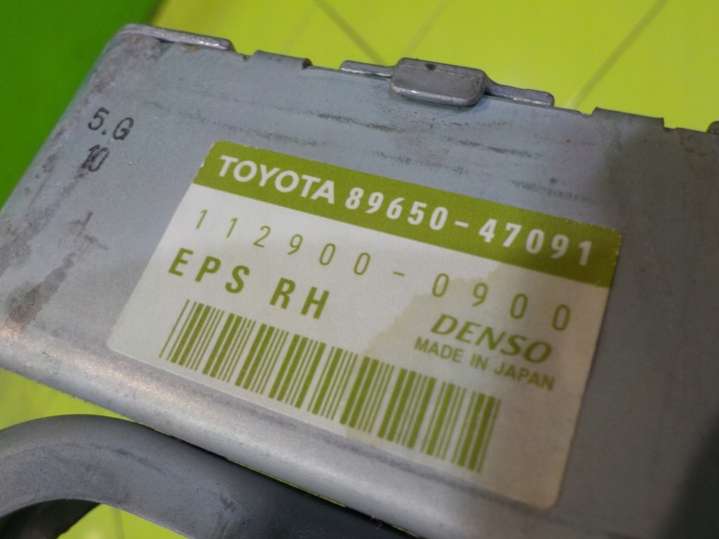 5.G
10
TOYOTA 89650-47091
112900-0900
EPS RH
DENSO
MADE IN JAPAN